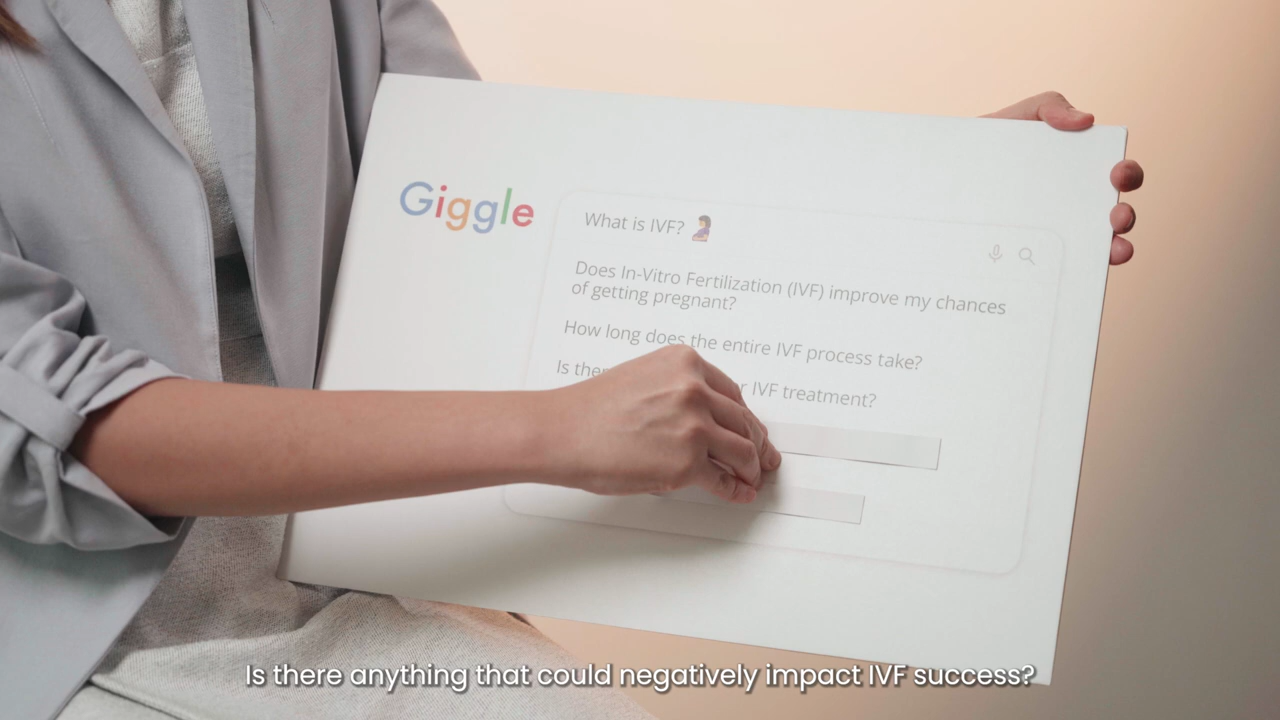 Giggle
What is IVF? 🤰
Does In-Vitro Fertilization (IVF) improve my chances
of getting pregnant?
How long does the entire IVF process take?
Is IVF treatment?
Is there anything that could negatively impact IVF success?